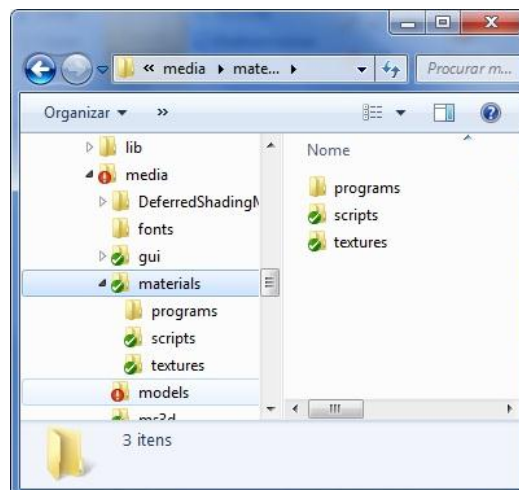 « media ▸ mate... ▸ Procurar m...
Organizar »
lib
media
DeferredShadingM
fonts
gui
materials
programs
scripts
textures
models
Nome
programs
scripts
textures
3 itens